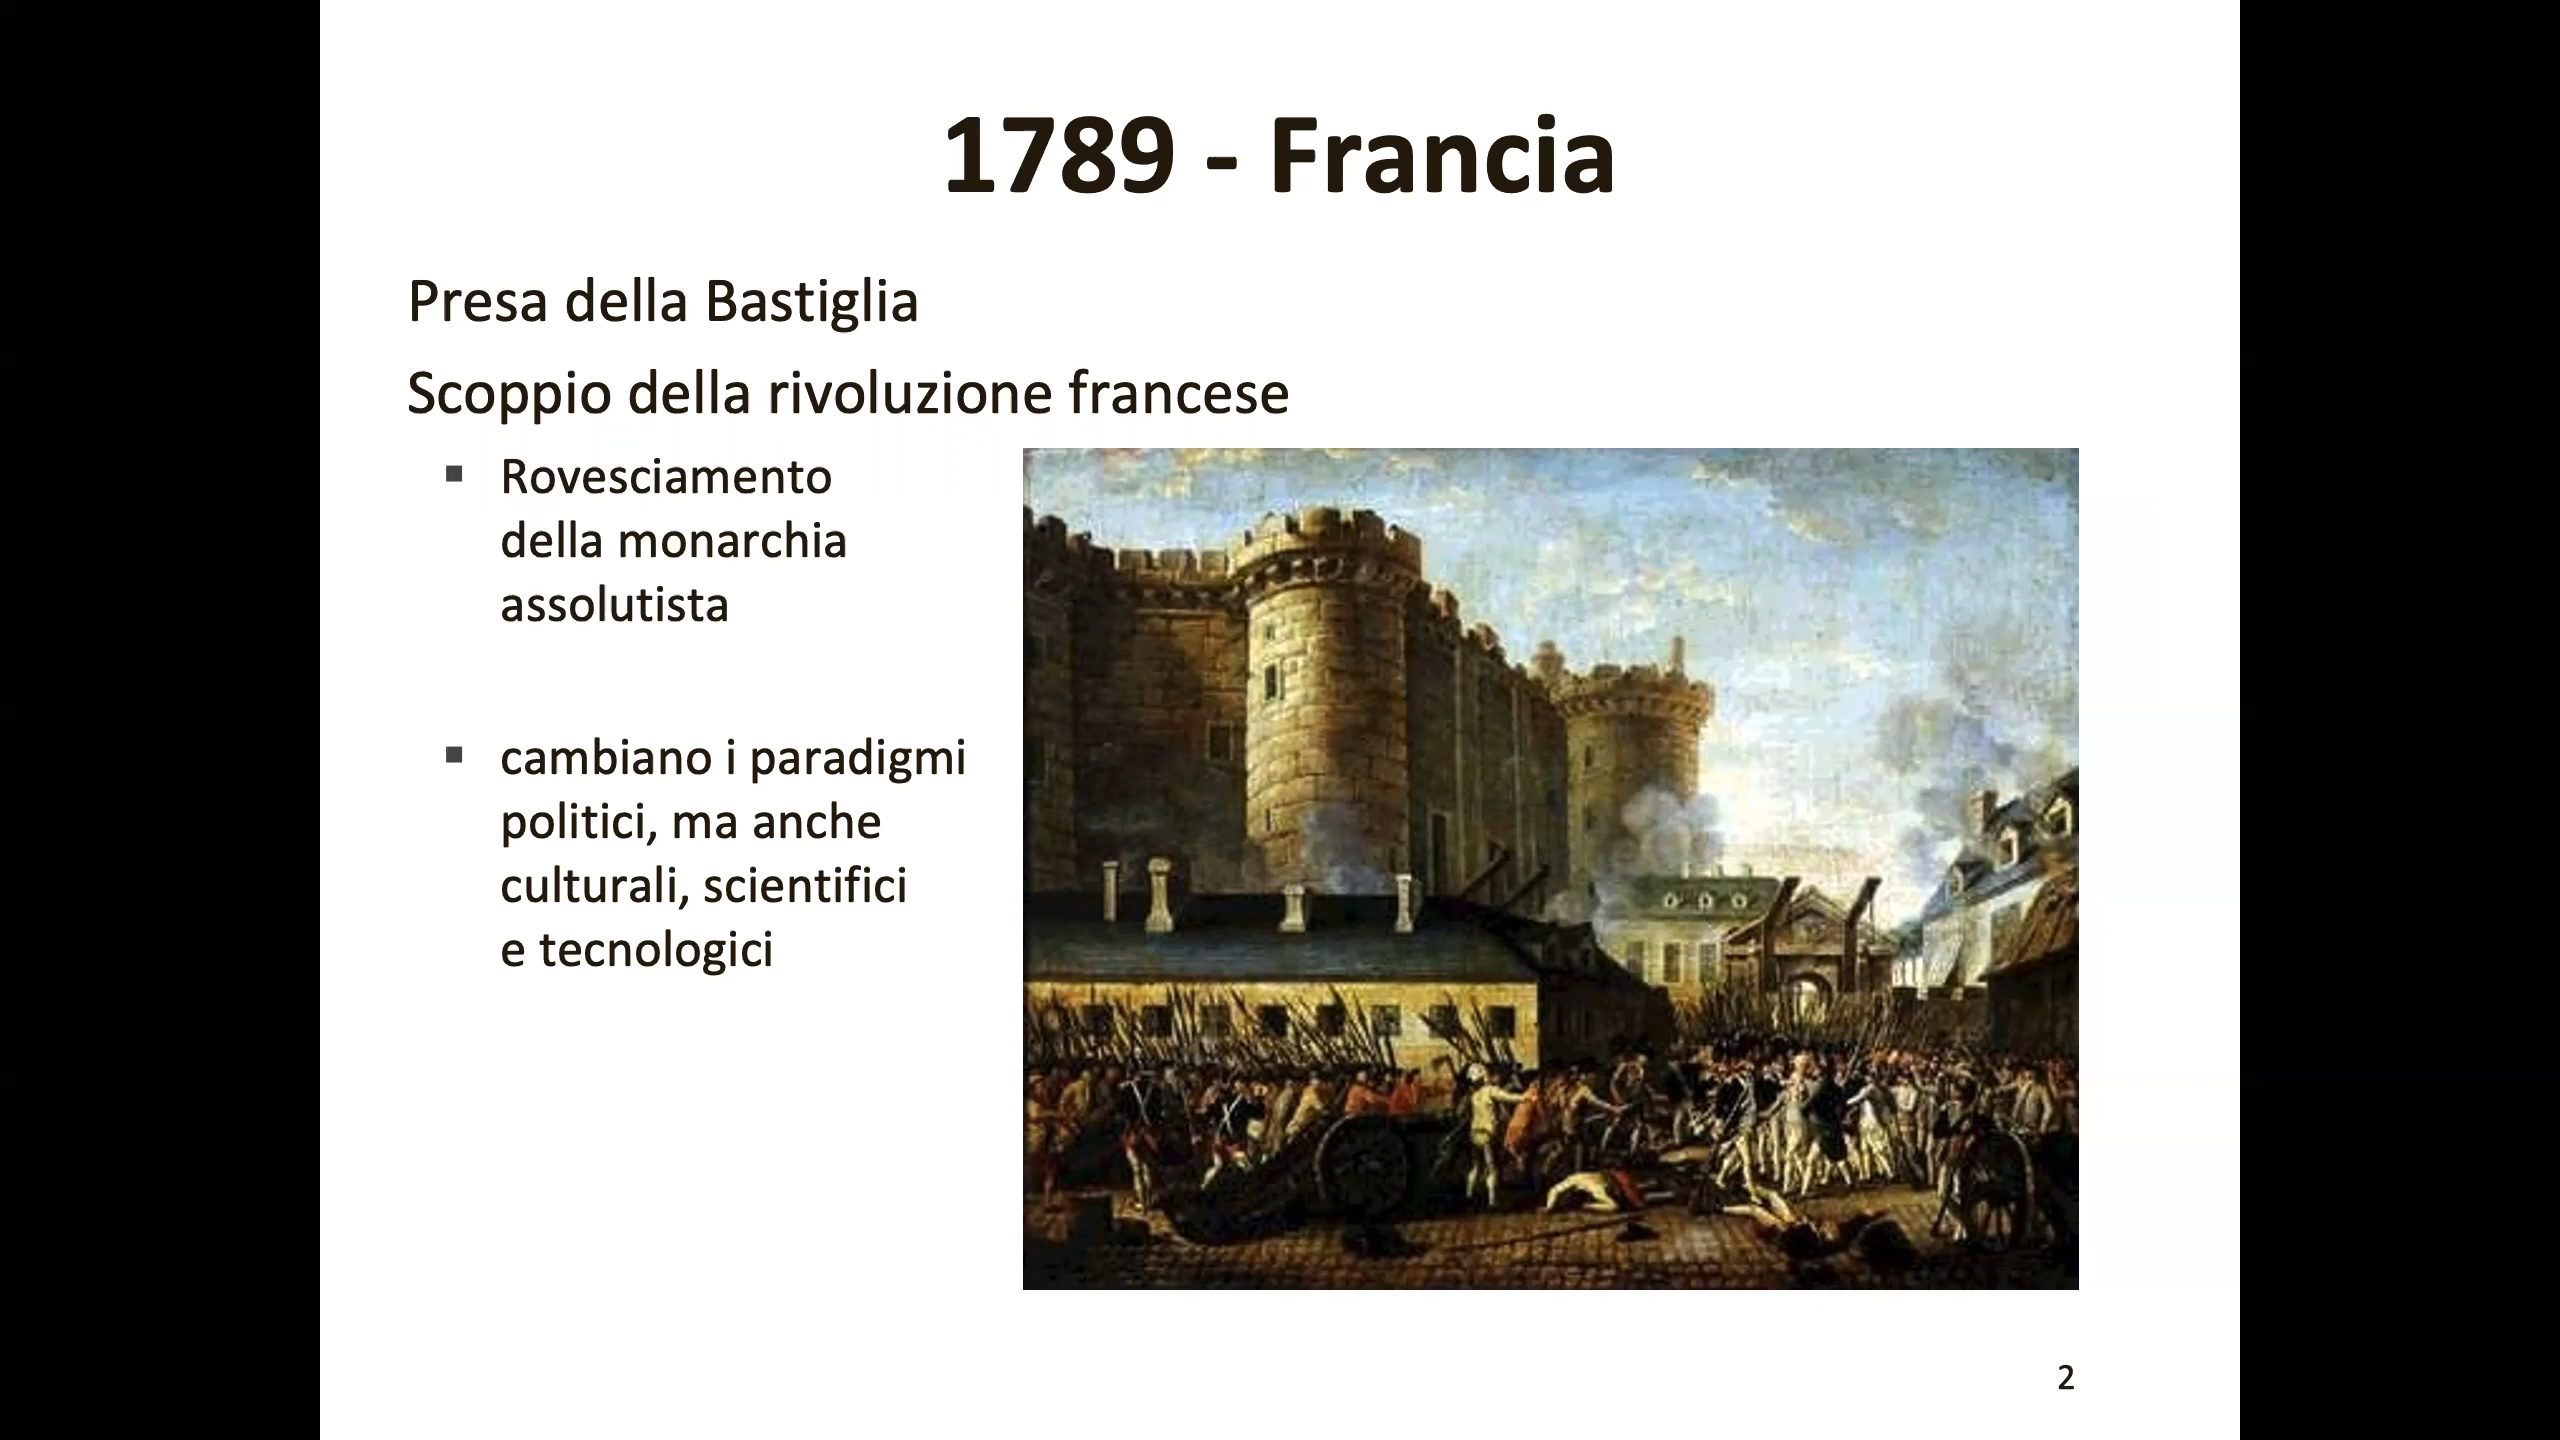 1789 - Francia
Presa della Bastiglia
Scoppio della rivoluzione francese
▪ Rovesciamento
della monarchia
assolutista
▪ cambiano i paradigmi
politici, ma anche
culturali, scientifici
e tecnologici
2